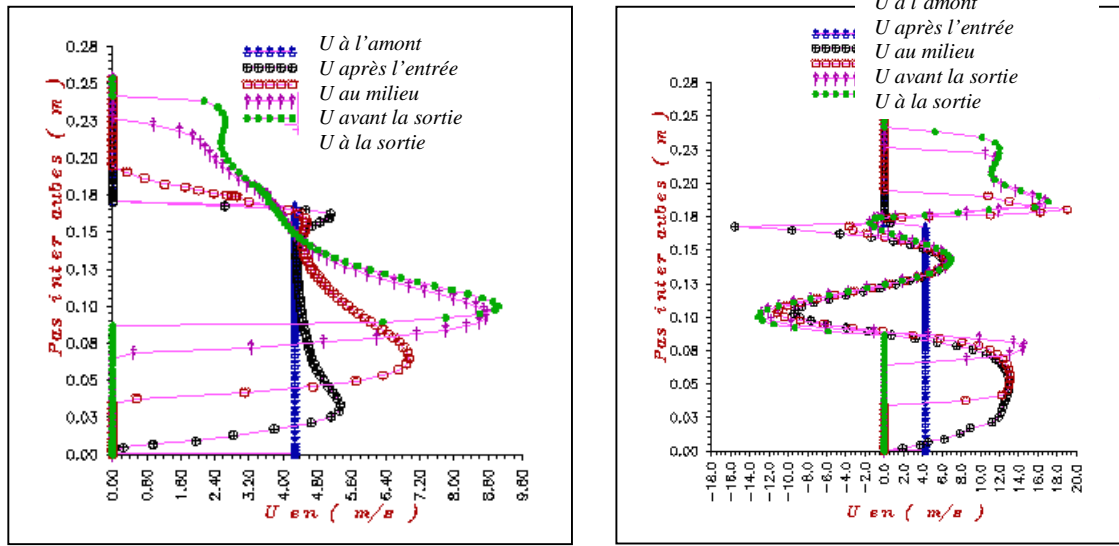 U à l'amont
U après l'entrée
U au milieu
U avant la sortie
U à la sortie
Pas inter aubes ( m )
0.28
0.25
0.23
0.20
0.18
0.15
0.13
0.10
0.08
0.05
0.03
0.00
0.00 0.80 1.60 2.40 3.20 4.00 4.80 5.60 6.40 7.20 8.00 8.80 9.60
U en ( m/s )
U à l'amont
U après l'entrée
U au milieu
U avant la sortie
U à la sortie
Pas inter aubes ( m )
0.28
0.25
0.23
0.20
0.18
0.15
0.13
0.10
0.08
0.05
0.03
0.00
-18.0 -16.0 -14.0 -12.0 -10.0 -8.0 -6.0 -4.0 -2.0 0.0 2.0 4.0 6.0 8.0 10.0 12.0 14.0 16.0 18.0 20.0
U en ( m/s )